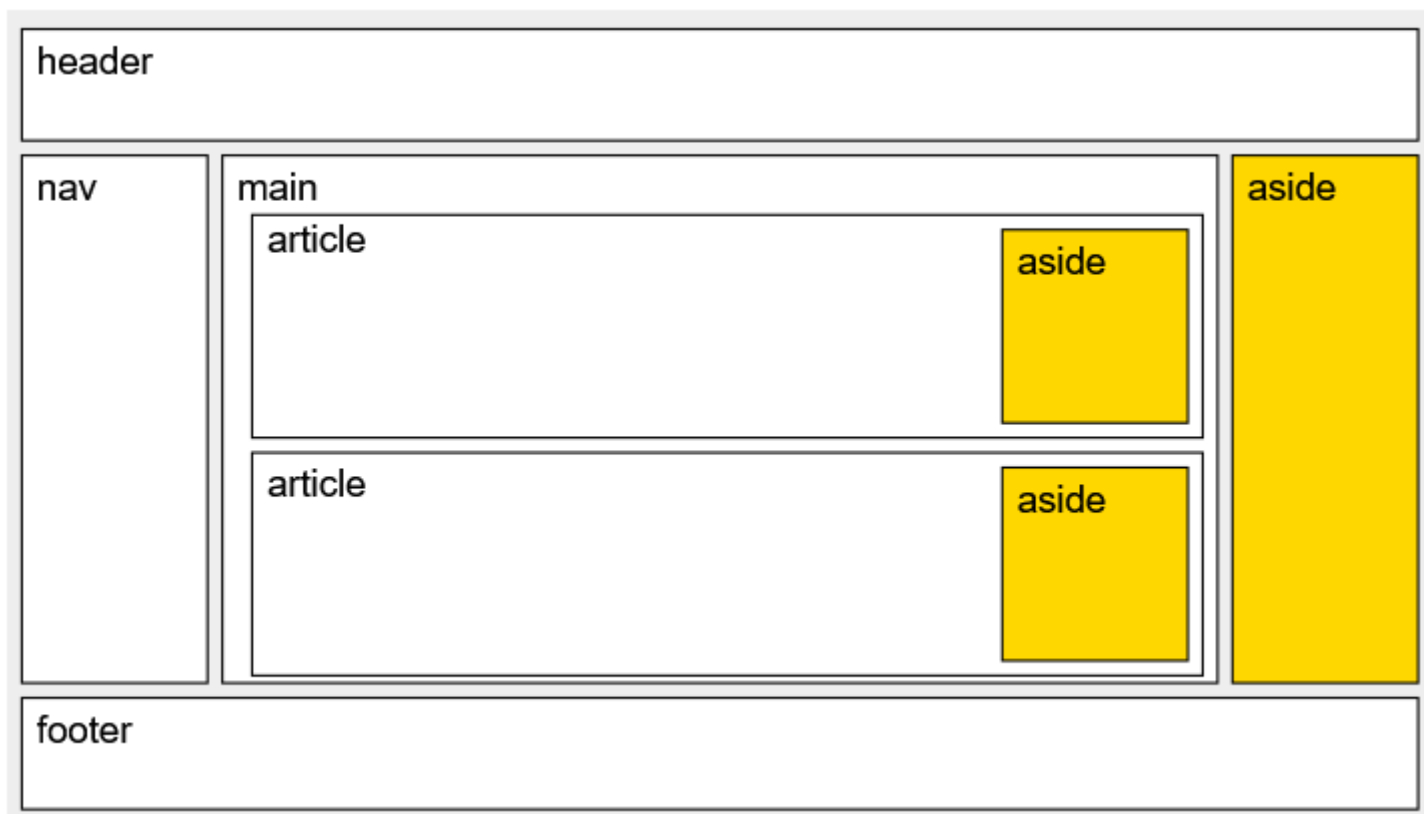 header
nav
main
article
aside
article
aside
aside
footer